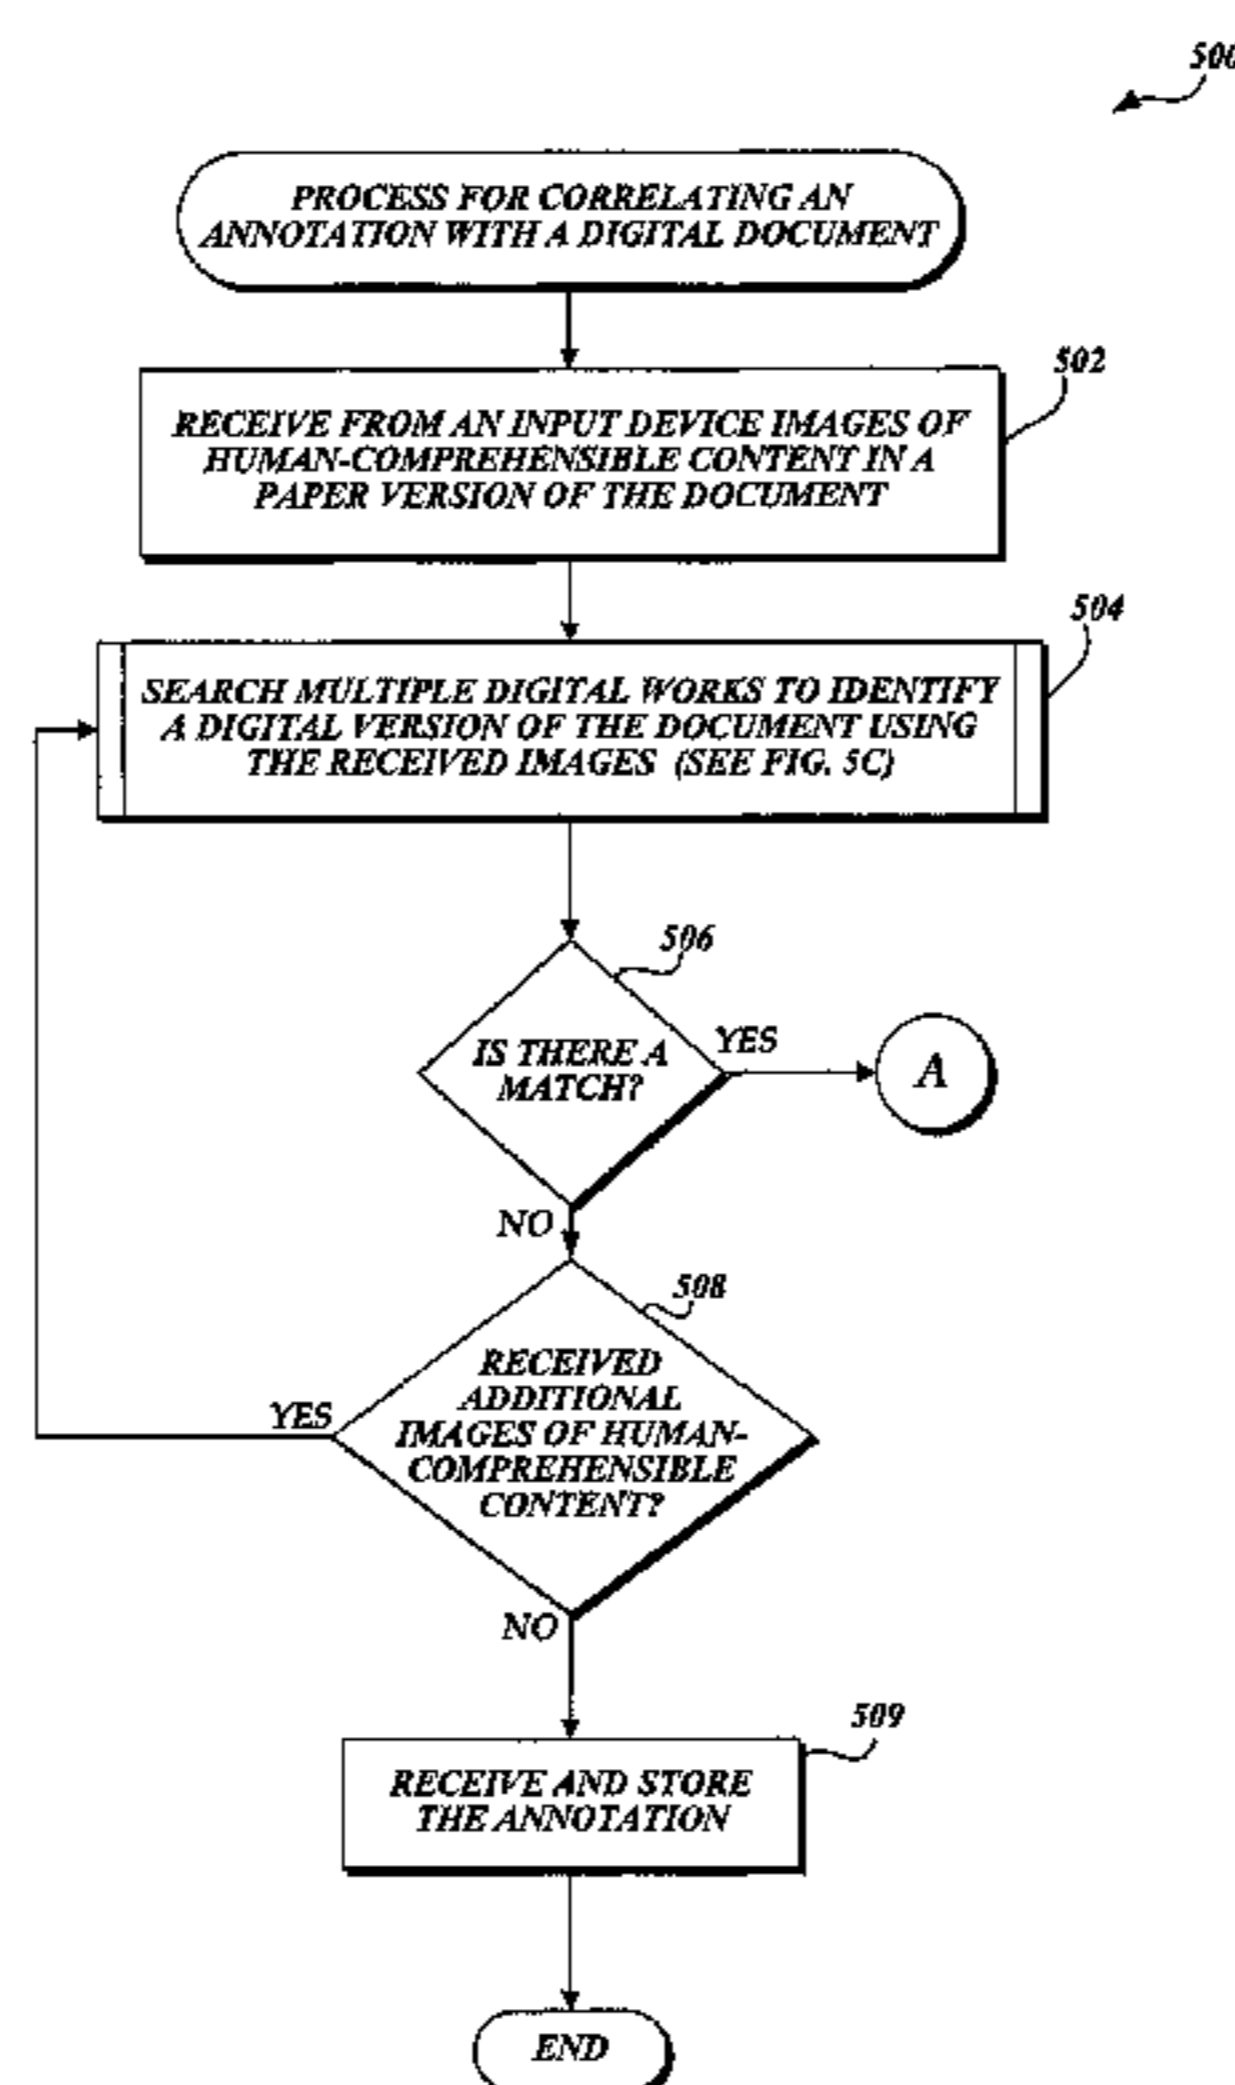 500
PROCESS FOR CORRELATING AN
ANNOTATION WITH A DIGITAL DOCUMENT
502
RECEIVE FROM AN INPUT DEVICE IMAGES OF
HUMAN-COMPREHENSIBLE CONTENT IN A
PAPER VERSION OF THE DOCUMENT
504
SEARCH MULTIPLE DIGITAL WORKS TO IDENTIFY
A DIGITAL VERSION OF THE DOCUMENT USING
THE RECEIVED IMAGES (SEE FIG. 5C)
506
IS THERE A
MATCH?
YES
A
NO
508
RECEIVED
ADDITIONAL
IMAGES OF HUMAN-
COMPREHENSIBLE
CONTENT?
YES
NO
509
RECEIVE AND STORE
THE ANNOTATION
END